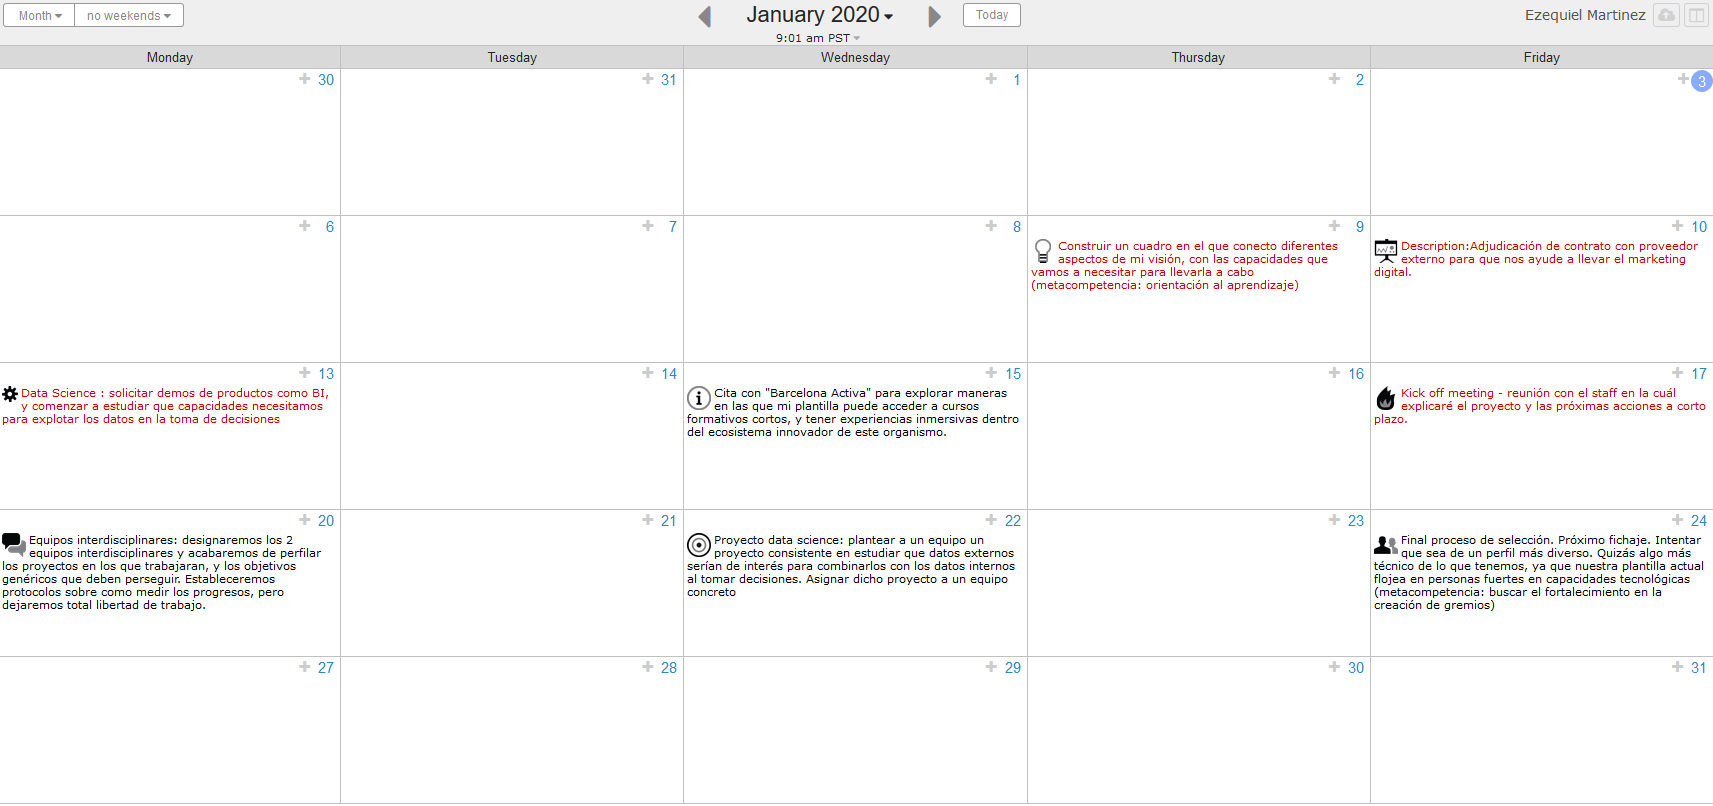 Month no weekends
January 2020
Today
Ezequiel Martinez
9:01 am PST
Monday Tuesday Wednesday Thursday Friday
30 31 1 2 3
6 7 8 9 10
Construir un cuadro en el que conecto diferentes
aspectos de mi visión, con las capacidades que
vamos a necesitar para llevarla a cabo
(metacompetencia: orientación al aprendizaje)
Description:Adjudicación de contrato con proveedor
externo para que nos ayude a llevar el marketing
digital.
13 14 15 16 17
Data Science : solicitar demos de productos como BI,
y comenzar a estudiar que capacidades necesitamos
para explotar los datos en la toma de decisiones
Cita con "Barcelona Activa" para explorar maneras
en las que mi plantilla puede acceder a cursos
formativos cortos, y tener experiencias inmersivas dentro
del ecosistema innovador de este organismo.
Kick off meeting - reunión con el staff en la cuál
explicaré el proyecto y las próximas acciones a corto
plazo.
20 21 22 23 24
Equipos interdisciplinares: designaremos los 2
equipos interdisciplinares y acabaremos de perfilar
los proyectos en los que trabajaran, y los objetivos
genéricos que deben perseguir. Estableceremos
protocolos sobre como medir los progresos, pero
dejaremos total libertad de trabajo.
Proyecto data science: plantear a un equipo un
proyecto consistente en estudiar que datos externos
serían de interés para combinarlos con los datos internos
al tomar decisiones. Asignar dicho proyecto a un equipo
concreto
Final proceso de selección. Próximo fichaje. Intentar
que sea de un perfil más diverso. Quizás algo más
técnico de lo que tenemos, ya que nuestra plantilla actual
flojea en personas fuertes en capacidades tecnológicas
(metacompetencia: buscar el fortalecimiento en la
creación de gremios)
27 28 29 30 31